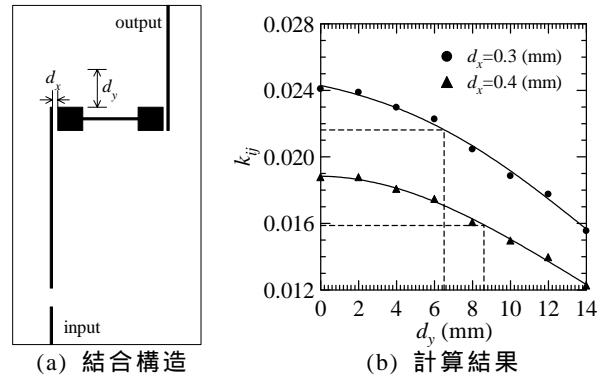 output
d_x
d_y
input
(a) 結合構造
0.028
0.024
0.020
0.016
0.012
k_ij
d_x=0.3 (mm)
d_x=0.4 (mm)
0 2 4 6 8 10 12 14
d_y (mm)
(b) 計算結果